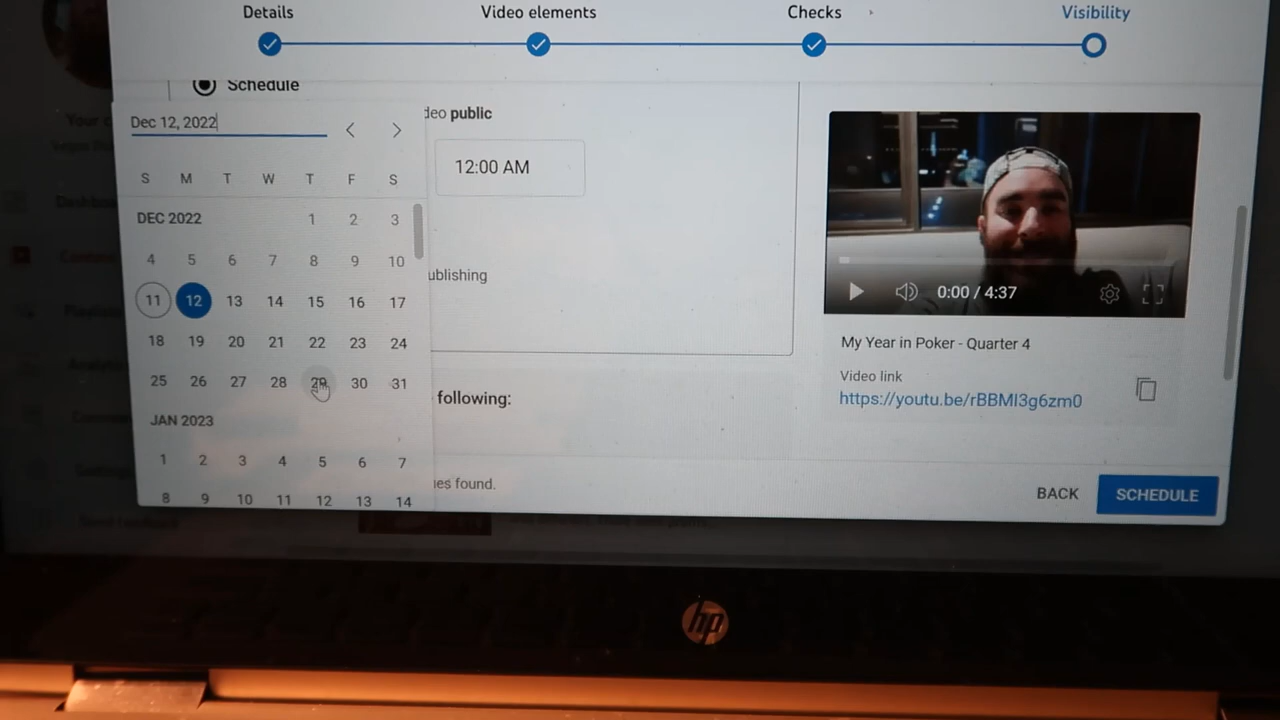 Details Video elements Checks Visibility
Schedule
Dec 12, 2022
deo public
12:00 AM
S M T W T F S
DEC 2022 1 2 3
4 5 6 7 8 9 10
11 12 13 14 15 16 17
18 19 20 21 22 23 24
25 26 27 28 29 30 31
JAN 2023
1 2 3 4 5 6 7
8 9 10 11 12 13 14
ublishing
following:
ues found.
0:00 / 4:37
My Year in Poker - Quarter 4
Video link
https://youtu.be/rBBMI3g6zm0
BACK SCHEDULE
hp